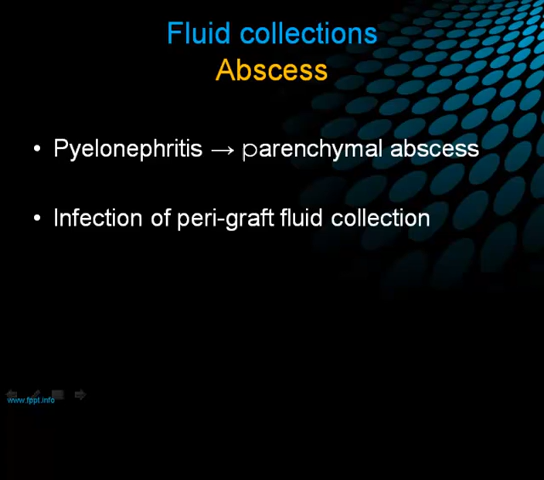 Fluid collections
Abscess
• Pyelonephritis → parenchymal abscess
• Infection of peri-graft fluid collection
www.fppt.info